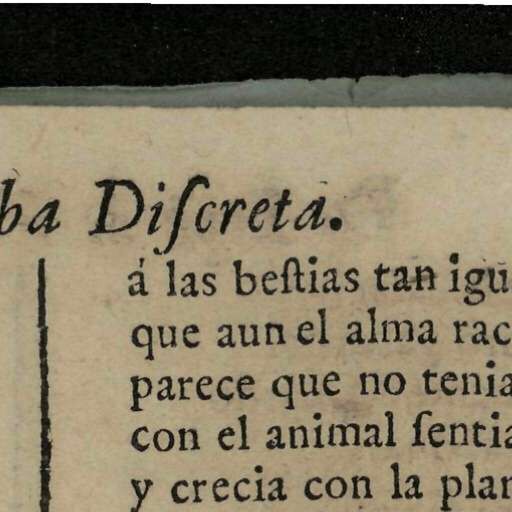 ba Diſcreta.
á las beſtias tan igu
que aun el alma rac
parece que no tenia
con el animal ſentia
y crecia con la plan